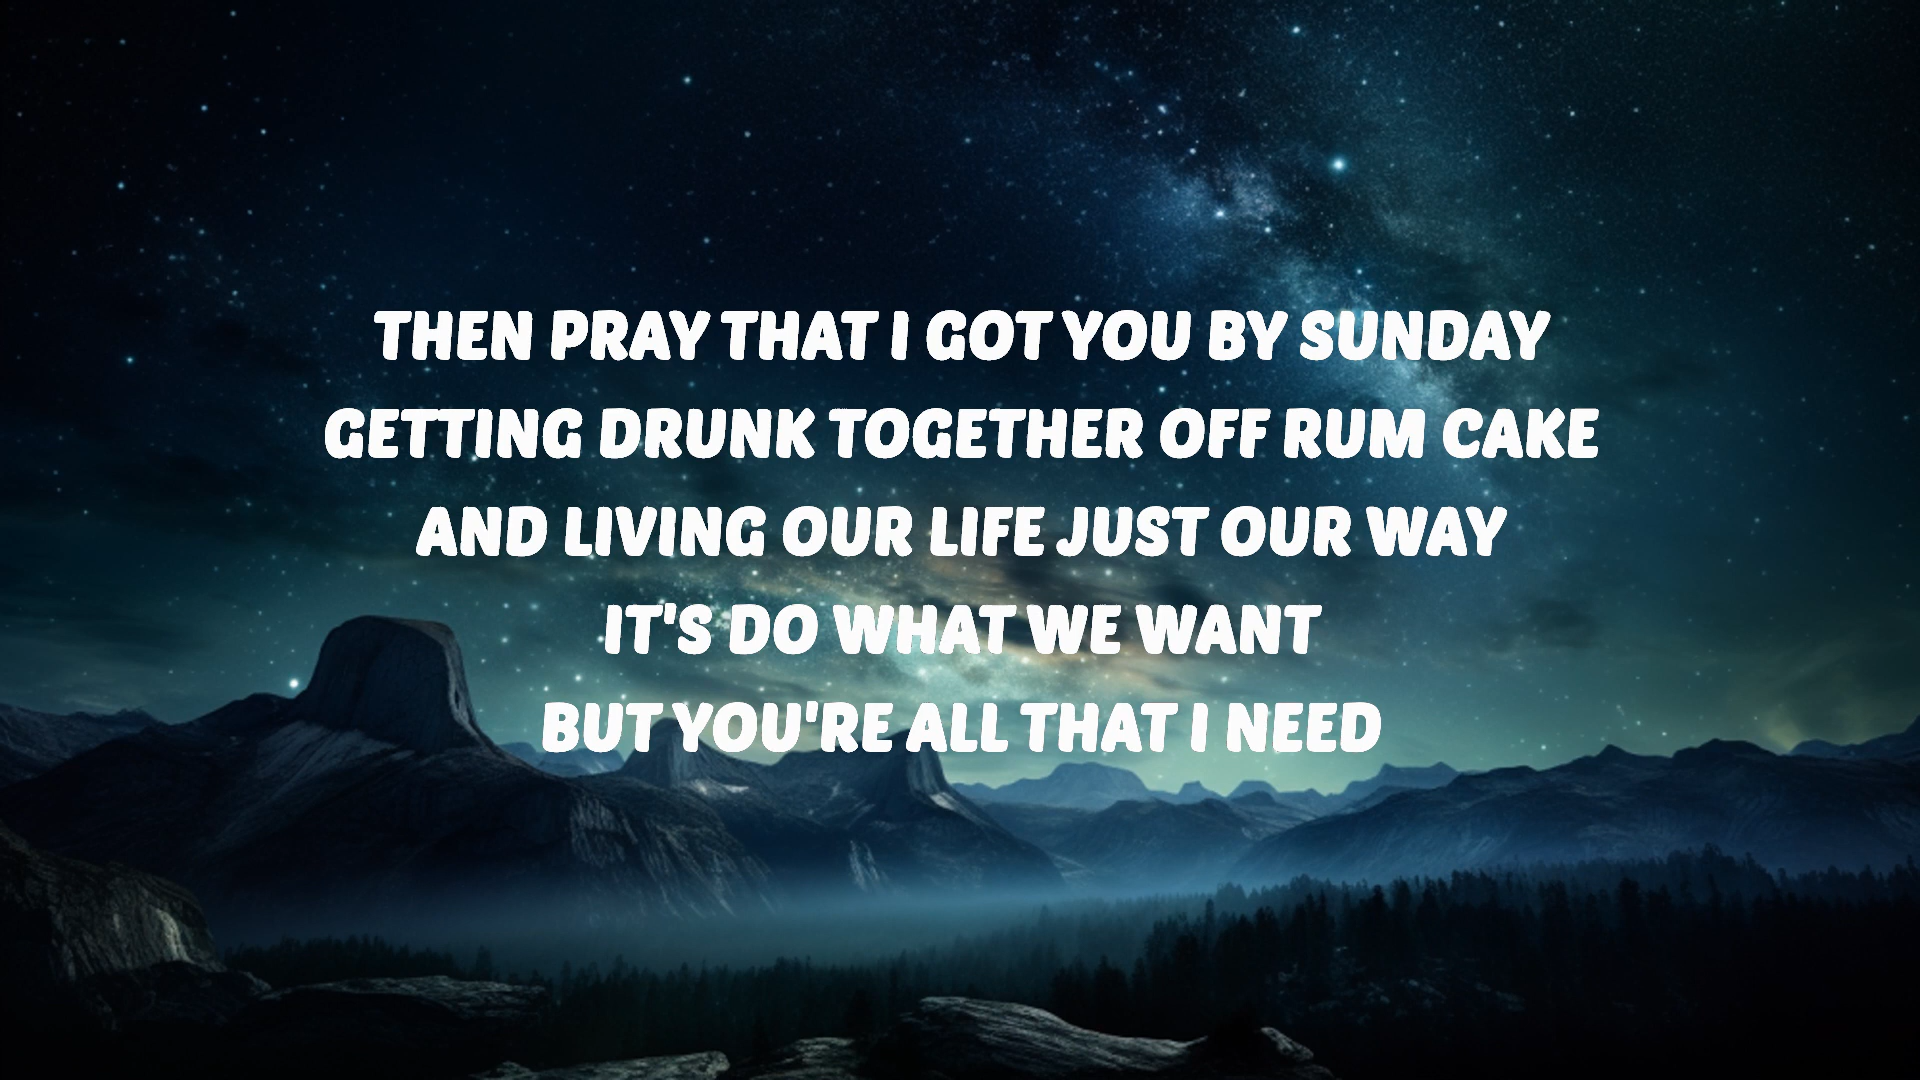 THEN PRAY THAT I GOT YOU BY SUNDAY
GETTING DRUNK TOGETHER OFF RUM CAKE
AND LIVING OUR LIFE JUST OUR WAY
IT'S DO WHAT WE WANT
BUT YOU'RE ALL THAT I NEED